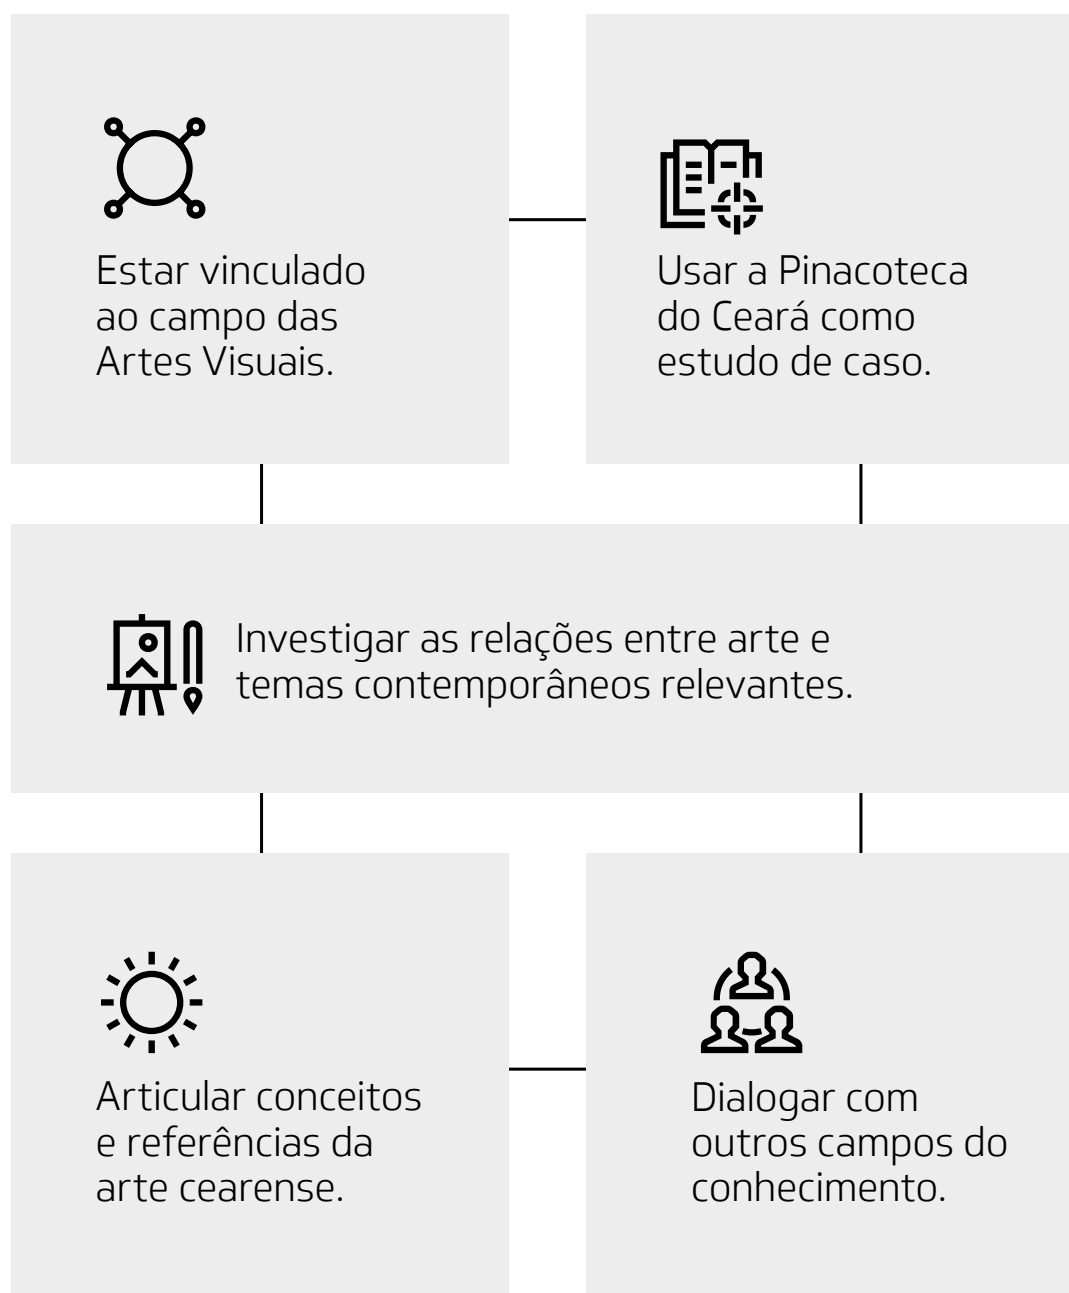 Estar vinculado
ao campo das
Artes Visuais.
Usar a Pinacoteca
do Ceará como
estudo de caso.
Investigar as relações entre arte e
temas contemporâneos relevantes.
Articular conceitos
e referências da
arte cearense.
Dialogar com
outros campos do
conhecimento.